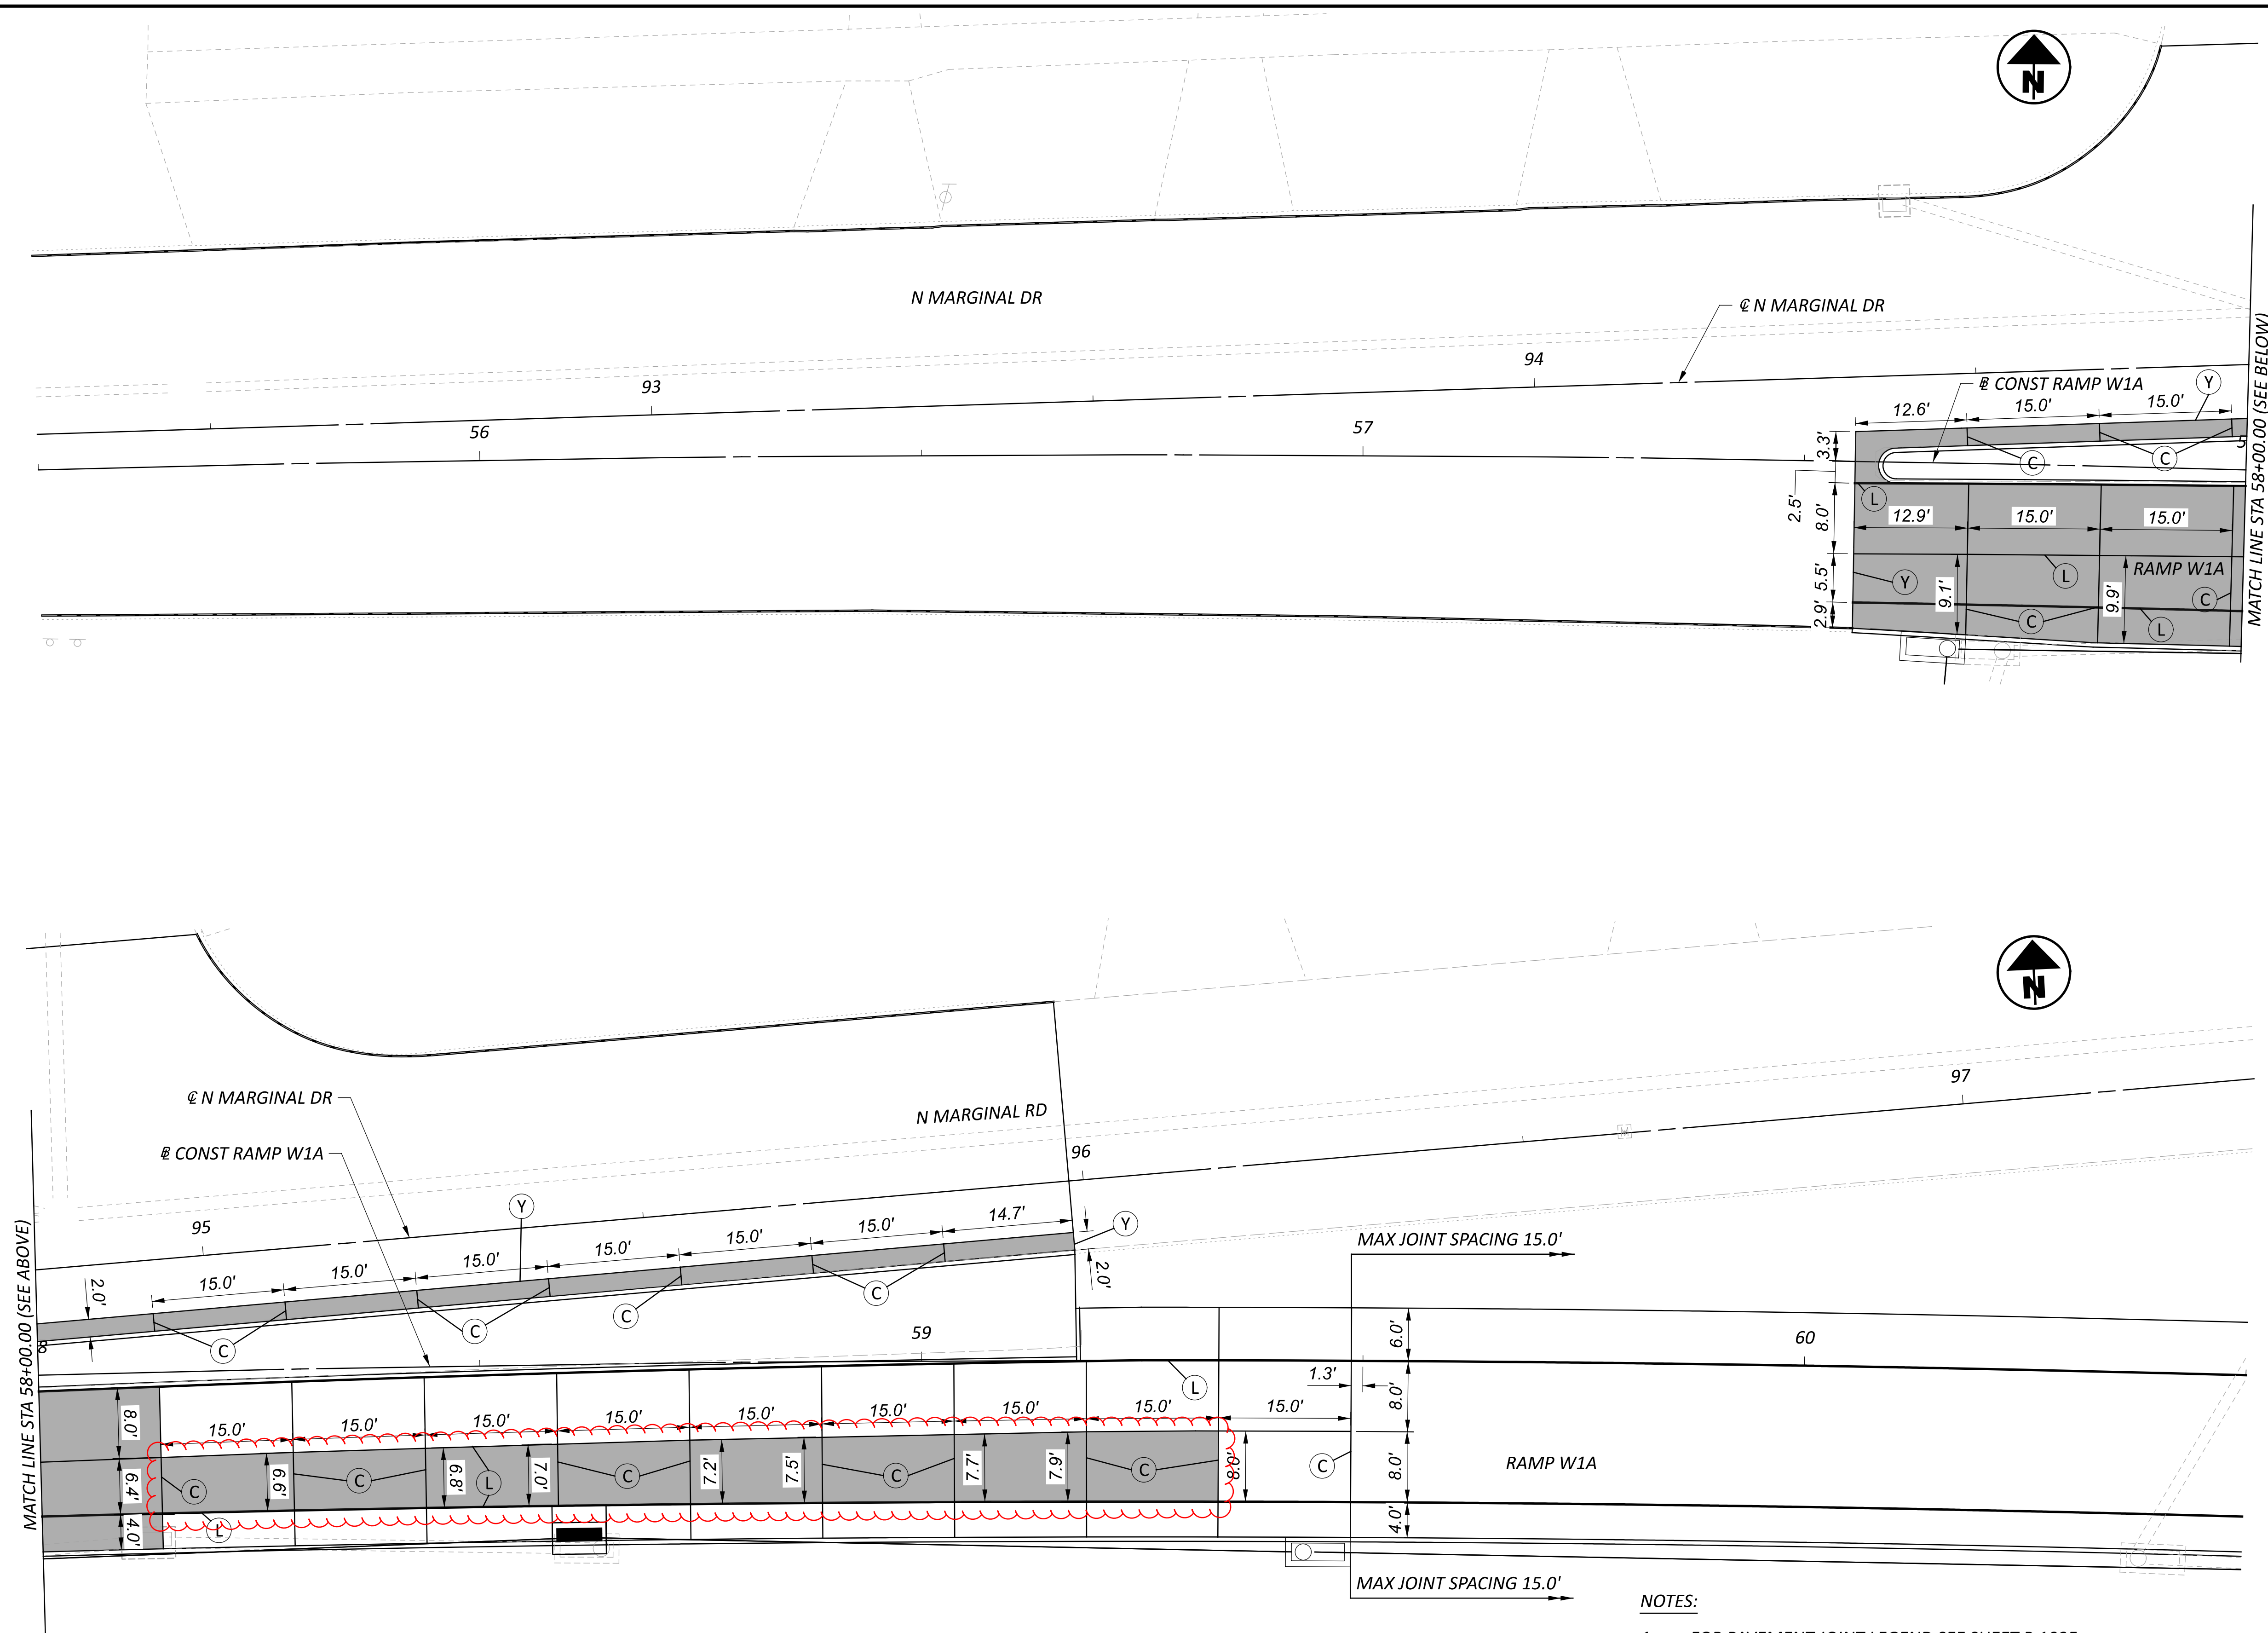 N
N MARGINAL DR
℄ N MARGINAL DR
94
93
56
57
MATCH LINE STA 58+00.00 (SEE BELOW)
BL CONST RAMP W1A
Y
12.6'
15.0'
15.0'
3.3'
C
C
5
2.5'
8.0'
L
12.9'
15.0'
15.0'
5.5'
Y
9.1'
L
RAMP W1A
9.9'
C
2.9'
C
L
N
97
℄ N MARGINAL DR
N MARGINAL RD
BL CONST RAMP W1A
96
MATCH LINE STA 58+00.00 (SEE ABOVE)
95
Y
14.7'
Y
15.0'
15.0'
15.0'
15.0'
15.0'
15.0'
2.0'
2.0'
C
C
C
C
8
59
MAX JOINT SPACING 15.0'
6.0'
60
1.3'
L
8.0'
8.0'
15.0'
15.0'
15.0'
15.0'
15.0'
15.0'
15.0'
15.0'
15.0'
6.4'
C
6.6'
C
6.8'
L
7.0'
C
7.2'
7.5'
C
7.7'
7.9'
C
8.0'
C
8.0'
RAMP W1A
4.0'
L
4.0'
MAX JOINT SPACING 15.0'
NOTES: